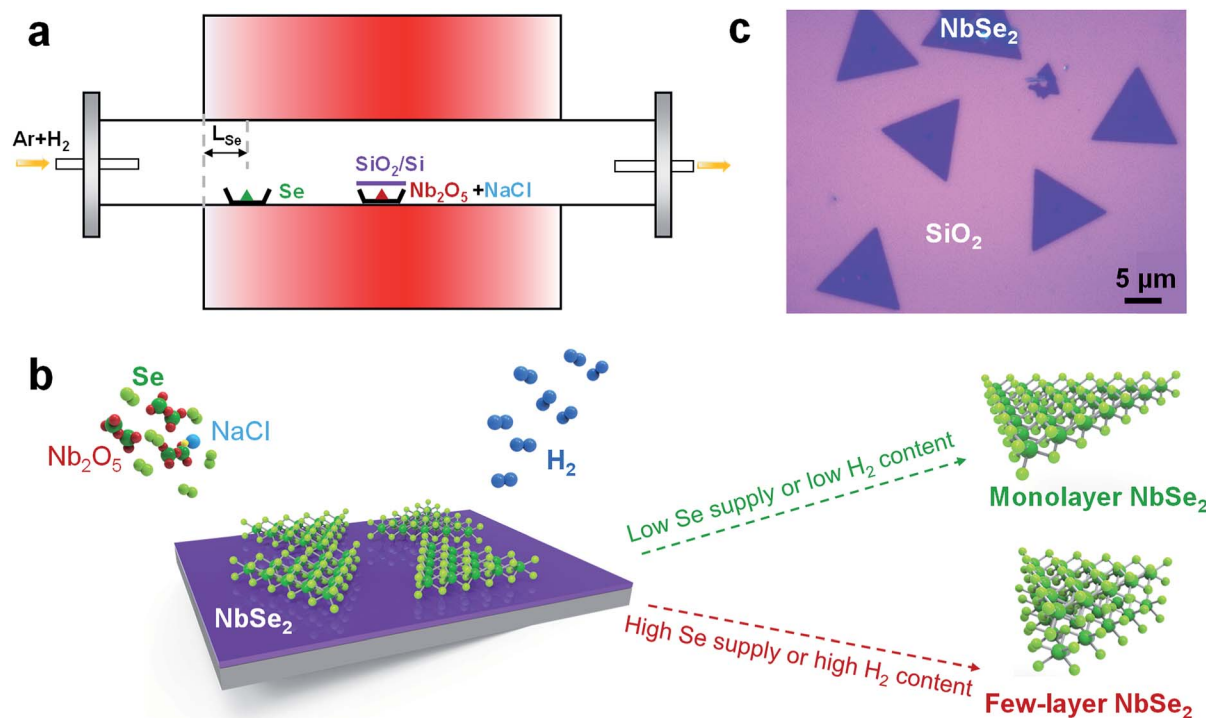 a
Ar+H₂
L_Se
SiO₂/Si
Se
Nb₂O₅ +NaCl
c
NbSe₂
SiO₂
5 µm
b
Se
NaCl
Nb₂O₅
H₂
NbSe₂
Low Se supply or low H₂ content
Monolayer NbSe₂
High Se supply or high H₂ content
Few-layer NbSe₂